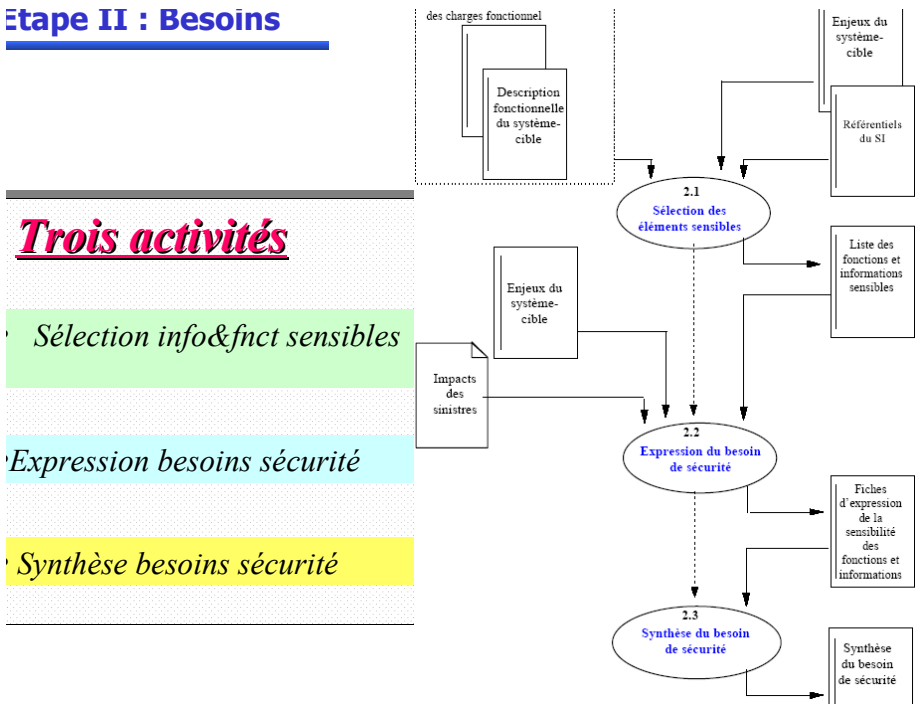 Etape II : Besoins
Trois activités
• Sélection info&fnct sensibles
•Expression besoins sécurité
• Synthèse besoins sécurité
des charges fonctionnel
Description
fonctionnelle
du système-
cible
Enjeux du
système-
cible
Référentiels
du SI
2.1
Sélection des
éléments sensibles
Liste des
fonctions et
informations
sensibles
Enjeux du
système-
cible
Impacts
des
sinistres
2.2
Expression du besoin
de sécurité
Fiches
d'expression
de la
sensibilité
des
fonctions et
informations
2.3
Synthèse du besoin
de sécurité
Synthèse
du besoin
de sécurité